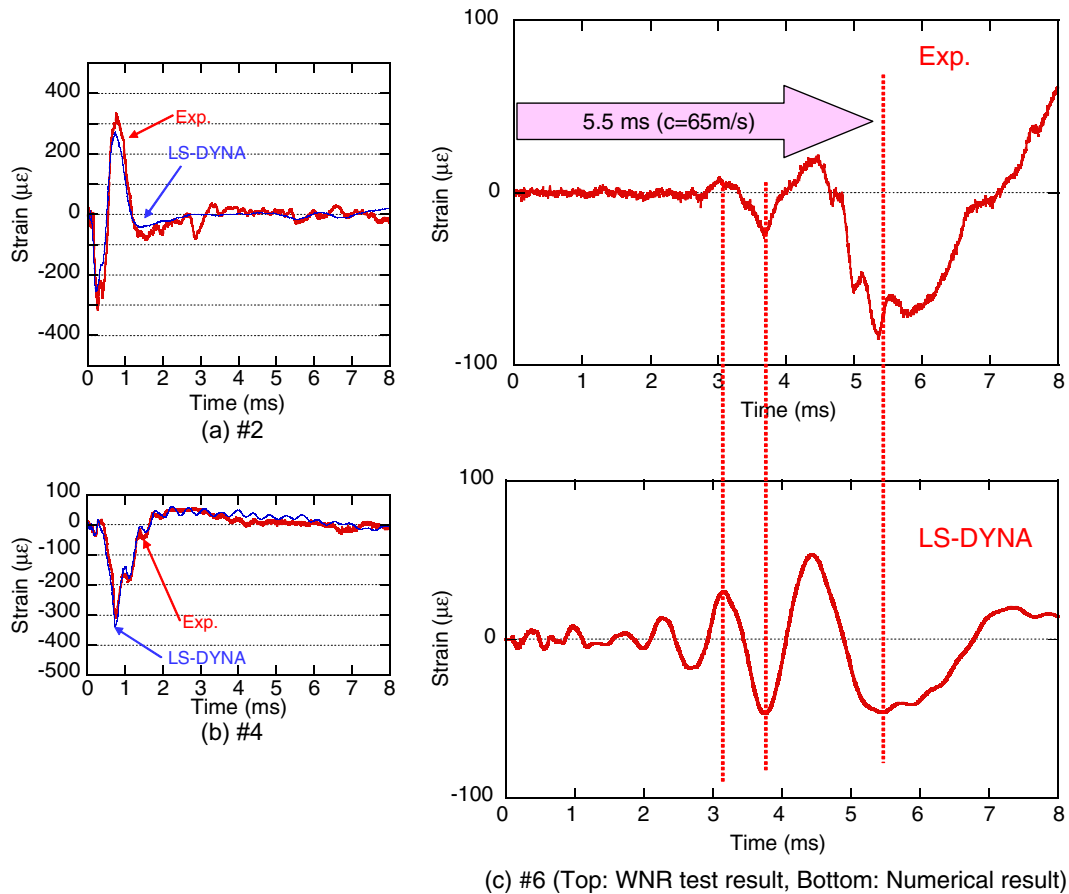 400
200
0
-200
-400
Strain (με)
Exp.
LS-DYNA
0 1 2 3 4 5 6 7 8
Time (ms)
(a) #2
100
0
-100
-200
-300
-400
-500
Strain (με)
Exp.
LS-DYNA
0 1 2 3 4 5 6 7 8
Time (ms)
(b) #4
100
0
-100
Strain (με)
Exp.
5.5 ms (c=65m/s)
0 1 2 3 4 5 6 7 8
Time (ms)
100
0
-100
Strain (με)
LS-DYNA
0 1 2 3 4 5 6 7 8
Time (ms)
(c) #6 (Top: WNR test result, Bottom: Numerical result)